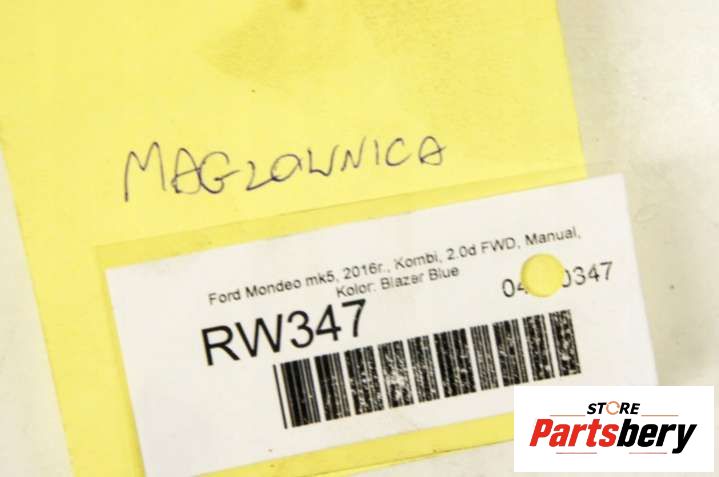 MAGLOWNICA
Ford Mondeo mk5, 2016r., Kombi, 2.0d FWD, Manual,
Kolor: Blazer Blue
RW347
STORE
Partsbery